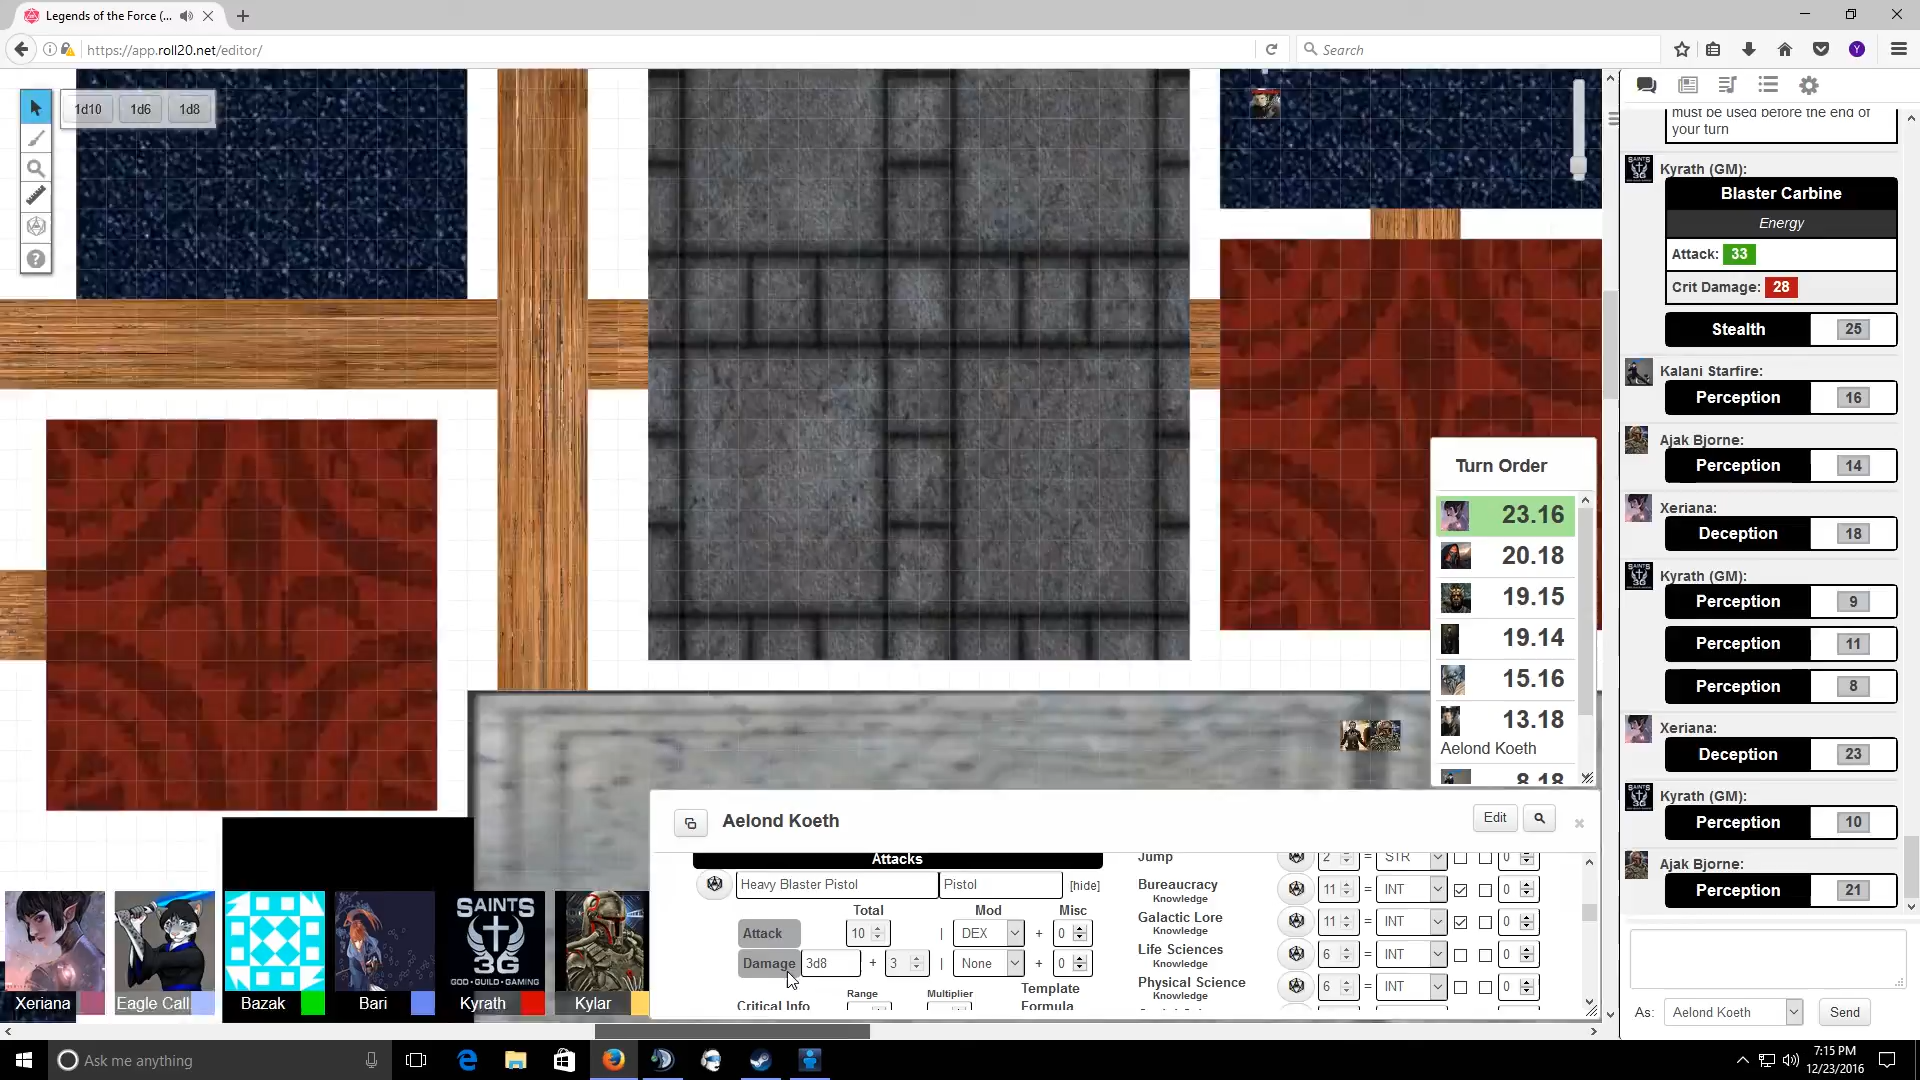 Legends of the Force (...
https://app.roll20.net/editor/
Search
1d10
1d6
1d8
must be used before the end of
your turn
Kyrath (GM):
Blaster Carbine
Energy
Attack: 33
Crit Damage: 28
Stealth 25
Kalani Starfire:
Perception 16
Ajak Bjorne:
Perception 14
Xeriana:
Deception 18
Kyrath (GM):
Perception 9
Perception 11
Perception 8
Xeriana:
Deception 23
Kyrath (GM):
Perception 10
Ajak Bjorne:
Perception 21
As: Aelond Koeth
Send
Turn Order
23.16
20.18
19.15
19.14
15.16
13.18
Aelond Koeth
8.18
Aelond Koeth
Edit
Attacks
Heavy Blaster Pistol
Pistol
[hide]
Total Mod Misc
Attack 10 | DEX + 0
Damage 3d8 + 3 | None + 0
Critical Info
Range
Multiplier
Template
Formula
Jump 2 = STR 0
Bureaucracy 11 = INT 0
Knowledge
Galactic Lore 11 = INT 0
Knowledge
Life Sciences 6 = INT 0
Knowledge
Physical Science 6 = INT 0
Knowledge
Xeriana
Eagle Call
Bazak
Bari
SAINTS
3G
GOD · GUILD · GAMING
Kyrath
Kylar
Ask me anything
7:15 PM
12/23/2016